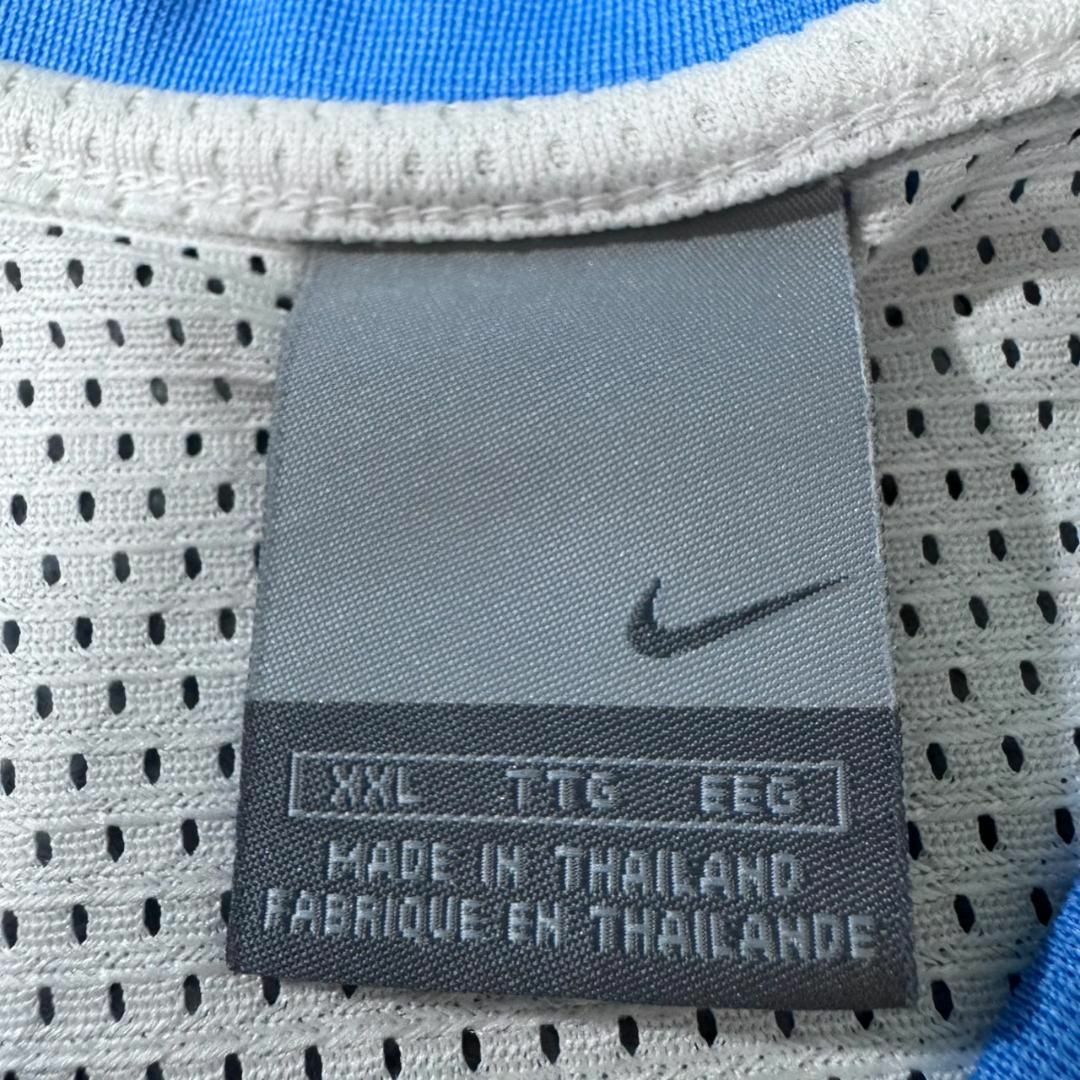 XXL TTG EEG
MADE IN THAILAND
FABRIQUE EN THAILANDE